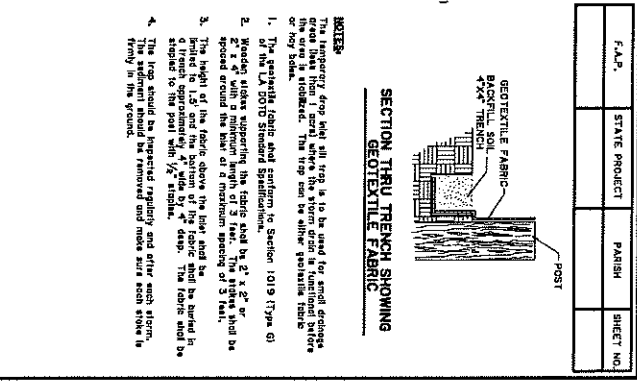 F.A.P.
STATE PROJECT
PARISH
SHEET NO.
POST
GEOTEXTILE FABRIC
BACKFILL SOIL
4"X4" TRENCH
SECTION THRU TRENCH SHOWING
GEOTEXTILE FABRIC
NOTES:
The temporary drop inlet silt trap is to be used for small drainage
areas (less than 1 acre) where the storm drain is functional before
the area is stabilized. The trap can be either geotextile fabric
or hay bales.
1. The geotextile fabric shall conform to Section 1019 (Type G)
of the LA DOTD Standard Specifications.
2. Wooden stakes supporting the fabric shall be 2" x 2" or
2" x 4" with a minimum length of 3 feet. The stakes shall be
spaced around the inlet at a maximum spacing of 3 feet.
3. The height of the fabric above the inlet shall be
limited to 1.5' and the bottom of the fabric shall be buried in
a trench approximately 4" wide by 4" deep. The fabric shall be
stapled to the post with 1/2" staples.
4. The trap should be inspected regularly and after each storm.
The sediment should be removed and make sure each stake is
firmly in the ground.